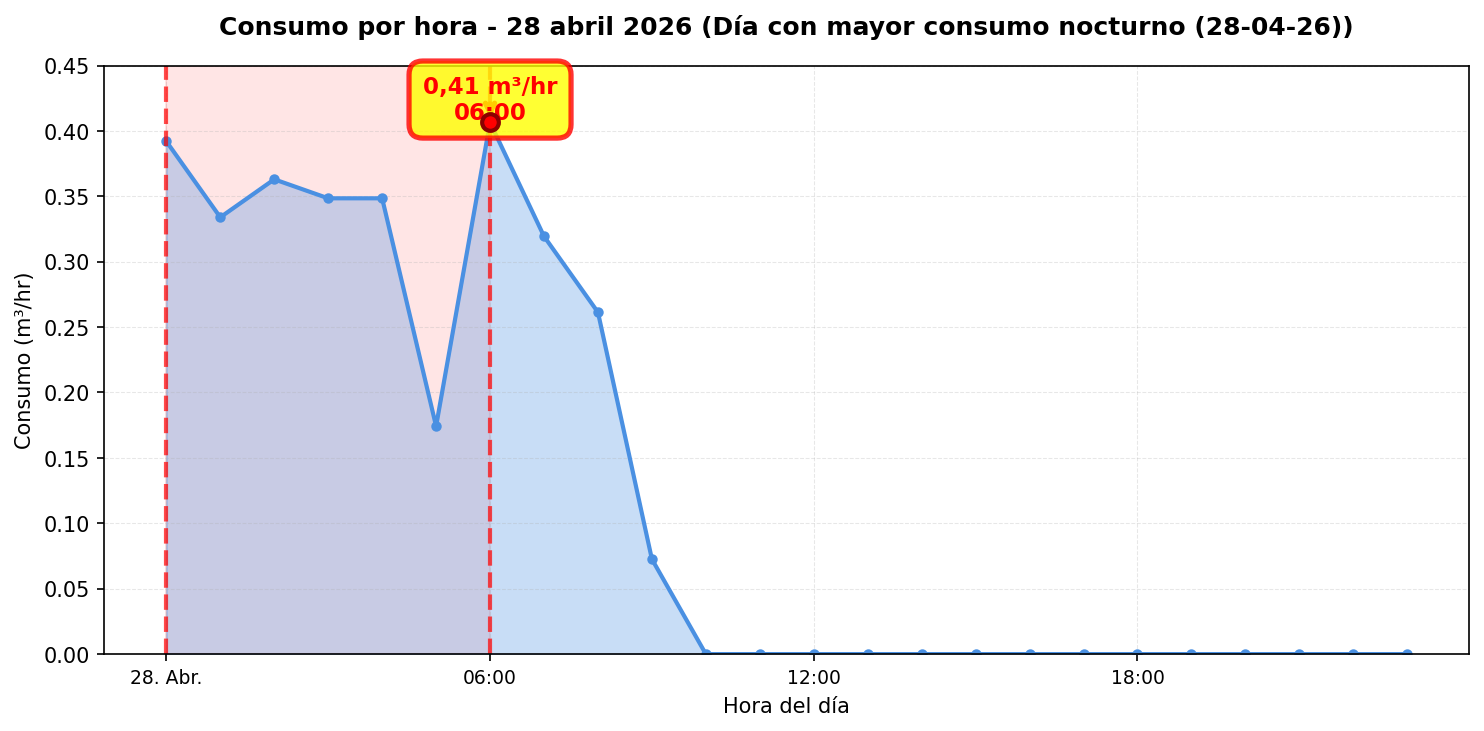 Consumo por hora - 28 abril 2026 (Día con mayor consumo nocturno (28-04-26))
0,41 m³/hr
06:00
Consumo (m³/hr)
0.45
0.40
0.35
0.30
0.25
0.20
0.15
0.10
0.05
0.00
28. Abr.
06:00
12:00
18:00
Hora del día